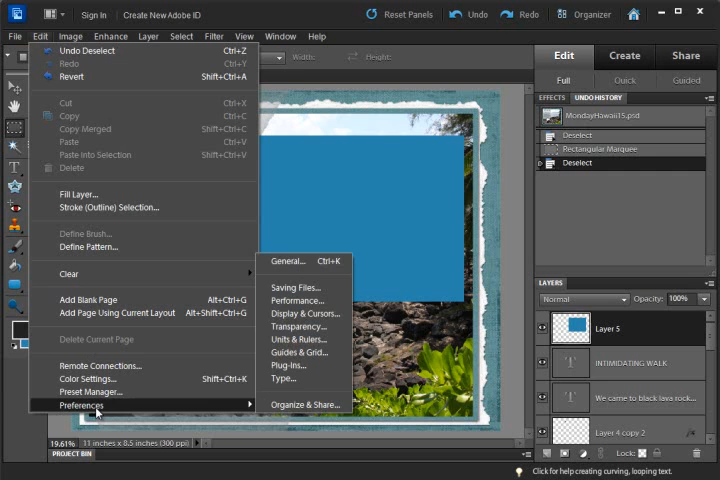 Sign In
Create New Adobe ID
Reset Panels
Undo
Redo
Organizer
File Edit Image Enhance Layer Select Filter View Window Help
Width:
Height:
Edit
Create
Share
Full
Quick
Guided
Undo Deselect Ctrl+Z
Redo Ctrl+Y
Revert Shift+Ctrl+A
Cut Ctrl+X
Copy Ctrl+C
Copy Merged Shift+Ctrl+C
Paste Ctrl+V
Paste Into Selection Shift+Ctrl+V
Delete
Fill Layer...
Stroke (Outline) Selection...
Define Brush...
Define Pattern...
Clear
Add Blank Page Alt+Ctrl+G
Add Page Using Current Layout Alt+Shift+Ctrl+G
Delete Current Page
Remote Connections...
Color Settings... Shift+Ctrl+K
Preset Manager...
Preferences
General... Ctrl+K
Saving Files...
Performance...
Display & Cursors...
Transparency...
Units & Rulers...
Guides & Grid...
Plug-Ins...
Type...
Organize & Share...
EFFECTS UNDO HISTORY
MondayHawaii15.psd
Deselect
Rectangular Marquee
Deselect
LAYERS
Normal
Opacity: 100%
Layer 5
T INTIMIDATING WALK
T We came to black lava rock...
Layer 4 copy 2 fx
Lock:
19.61% 11 inches x 8.5 inches (300 ppi)
PROJECT BIN
Click for help creating curving, looping text.